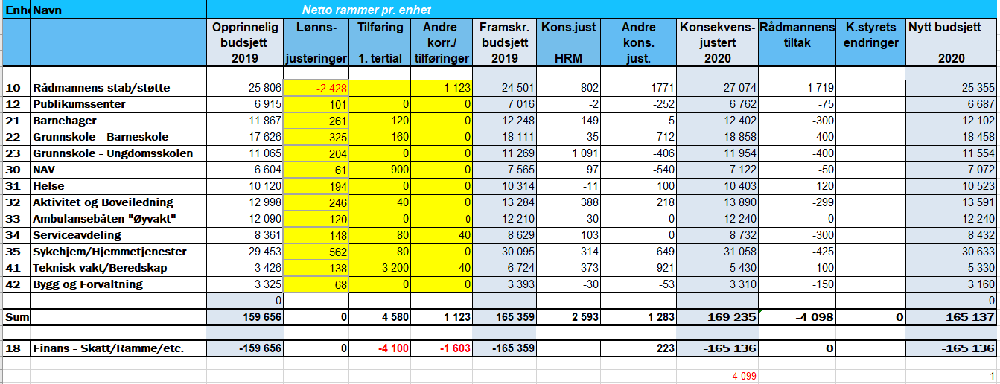 Enh Navn Netto rammer pr. enhet
Opprinnelig Lønns- Tilføring Andre Framskr. Kons.just Andre Konsekvens- Rådmannens K.styrets Nytt budsjett
budsjett korr./ budsjett kons. justert tiltak endringer
2019 justeringer 1. tertial tilføringer 2019 HRM just. 2020 2020
10 Rådmannens stab/støtte 25 806 -2 428 1 123 24 501 802 1771 27 074 -1 719 25 355
12 Publikumssenter 6 915 101 0 0 7 016 -2 -252 6 762 -75 6 687
21 Barnehager 11 867 261 120 0 12 248 149 5 12 402 -300 12 102
22 Grunnskole - Barneskole 17 626 325 160 0 18 111 35 712 18 858 -400 18 458
23 Grunnskole - Ungdomsskolen 11 065 204 0 0 11 269 1 091 -406 11 954 -400 11 554
30 NAV 6 604 61 900 0 7 565 97 -540 7 122 -50 7 072
31 Helse 10 120 194 0 0 10 314 -11 100 10 403 120 10 523
32 Aktivitet og Boveiledning 12 998 246 40 0 13 284 388 218 13 890 -299 13 591
33 Ambulansebåten "Øyvakt" 12 090 120 0 0 12 210 30 0 12 240 0 12 240
34 Serviceavdeling 8 361 148 80 40 8 629 103 0 8 732 -300 8 432
35 Sykehjem/Hjemmetjenester 29 453 562 80 0 30 095 314 649 31 058 -425 30 633
41 Teknisk vakt/Beredskap 3 426 138 3 200 -40 6 724 -373 -921 5 430 -100 5 330
42 Bygg og Forvaltning 3 325 68 0 0 3 393 -30 -53 3 310 -150 3 160
0 0
Sum 159 656 0 4 580 1 123 165 359 2 593 1 283 169 235 -4 098 0 165 137
18 Finans - Skatt/Ramme/etc. -159 656 0 -4 100 -1 603 -165 359 223 -165 136 0 -165 136
4 099 1